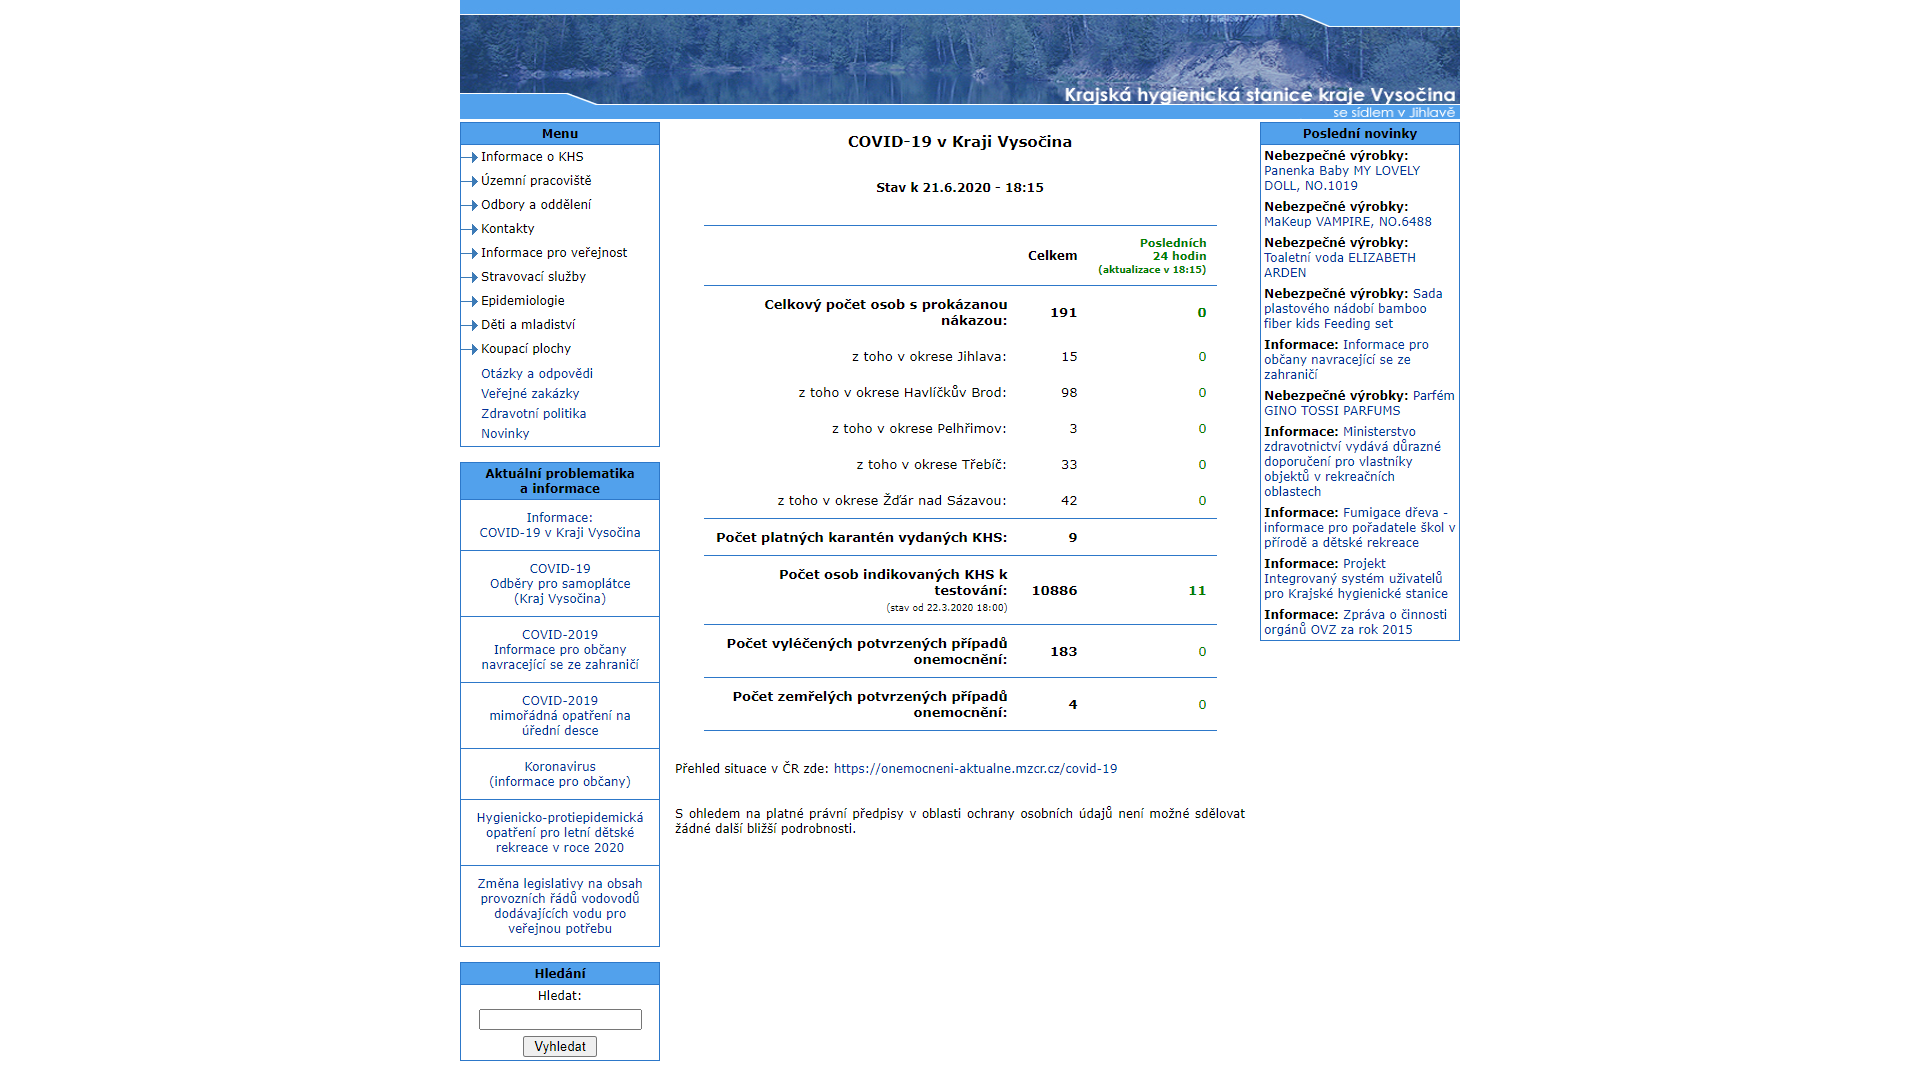 Krajská hygienická stanice kraje Vysočina
se sídlem v Jihlavě
Menu
Informace o KHS
Územní pracoviště
Odbory a oddělení
Kontakty
Informace pro veřejnost
Stravovací služby
Epidemiologie
Děti a mladiství
Koupací plochy
Otázky a odpovědi
Veřejné zakázky
Zdravotní politika
Novinky
Aktuální problematika
a informace
Informace:
COVID-19 v Kraji Vysočina
COVID-19
Odběry pro samoplátce
(Kraj Vysočina)
COVID-2019
Informace pro občany
navracející se ze zahraničí
COVID-2019
mimořádná opatření na
úřední desce
Koronavirus
(informace pro občany)
Hygienicko-protiepidemická
opatření pro letní dětské
rekreace v roce 2020
Změna legislativy na obsah
provozních řádů vodovodů
dodávajících vodu pro
veřejnou potřebu
Hledání
Hledat:
Vyhledat
COVID-19 v Kraji Vysočina
Stav k 21.6.2020 - 18:15
Celkem
Posledních
24 hodin
(aktualizace v 18:15)
Celkový počet osob s prokázanou
nákazou: 191 0
z toho v okrese Jihlava: 15 0
z toho v okrese Havlíčkův Brod: 98 0
z toho v okrese Pelhřimov: 3 0
z toho v okrese Třebíč: 33 0
z toho v okrese Žďár nad Sázavou: 42 0
Počet platných karantén vydaných KHS: 9
Počet osob indikovaných KHS k
testování: 10886 11
(stav od 22.3.2020 18:00)
Počet vyléčených potvrzených případů
onemocnění: 183 0
Počet zemřelých potvrzených případů
onemocnění: 4 0
Přehled situace v ČR zde: https://onemocneni-aktualne.mzcr.cz/covid-19
S ohledem na platné právní předpisy v oblasti ochrany osobních údajů není možné sdělovat
žádné další bližší podrobnosti.
Poslední novinky
Nebezpečné výrobky:
Panenka Baby MY LOVELY
DOLL, NO.1019
Nebezpečné výrobky:
MaKeup VAMPIRE, NO.6488
Nebezpečné výrobky:
Toaletní voda ELIZABETH
ARDEN
Nebezpečné výrobky: Sada
plastového nádobí bamboo
fiber kids Feeding set
Informace: Informace pro
občany navracející se ze
zahraničí
Nebezpečné výrobky: Parfém
GINO TOSSI PARFUMS
Informace: Ministerstvo
zdravotnictví vydává důrazné
doporučení pro vlastníky
objektů v rekreačních
oblastech
Informace: Fumigace dřeva -
informace pro pořadatele škol v
přírodě a dětské rekreace
Informace: Projekt
Integrovaný systém uživatelů
pro Krajské hygienické stanice
Informace: Zpráva o činnosti
orgánů OVZ za rok 2015